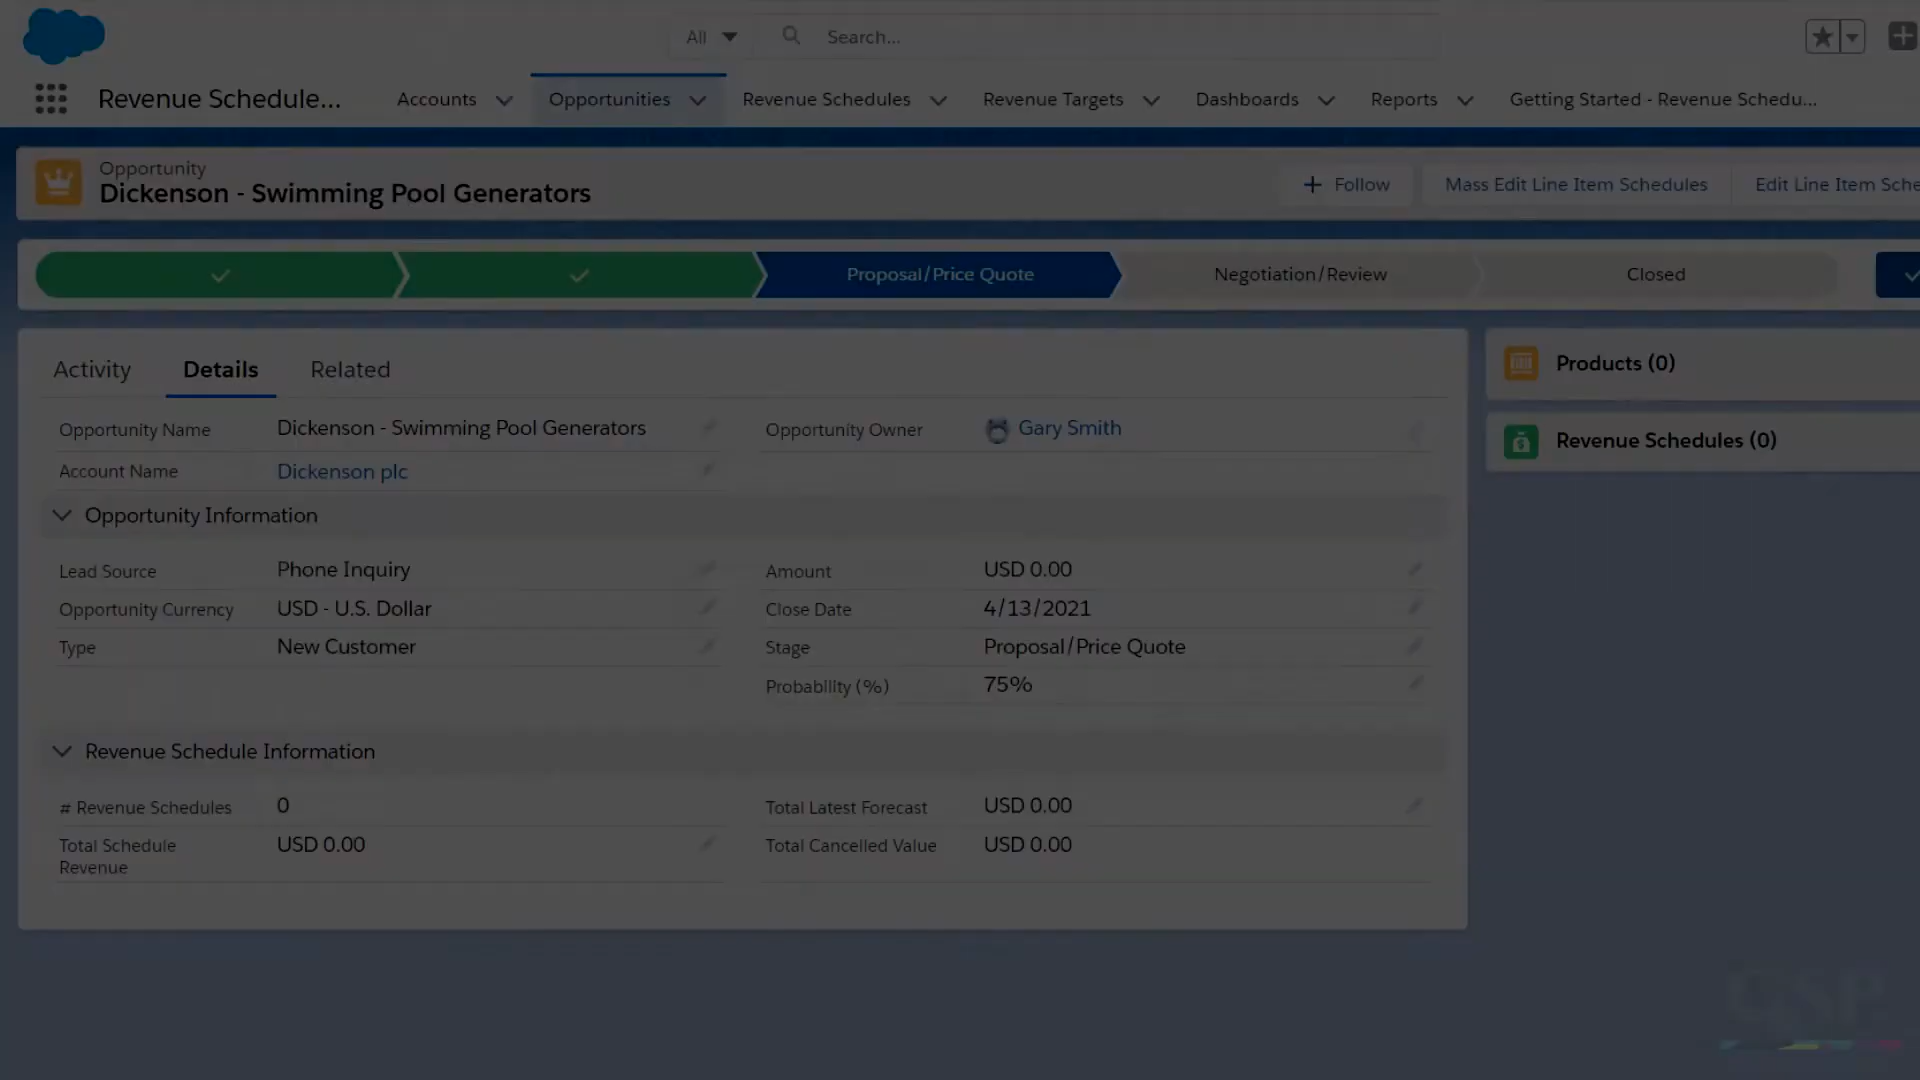 All
Search...
Revenue Schedule...
Accounts
Opportunities
Revenue Schedules
Revenue Targets
Dashboards
Reports
Getting Started - Revenue Schedu...
Opportunity
Dickenson - Swimming Pool Generators
Follow
Mass Edit Line Item Schedules
Edit Line Item Sche
Proposal/Price Quote
Negotiation/Review
Closed
Activity
Details
Related
Opportunity Name
Dickenson - Swimming Pool Generators
Opportunity Owner
Gary Smith
Account Name
Dickenson plc
Opportunity Information
Lead Source
Phone Inquiry
Amount
USD 0.00
Opportunity Currency
USD - U.S. Dollar
Close Date
4/13/2021
Type
New Customer
Stage
Proposal/Price Quote
Probability (%)
75%
Revenue Schedule Information
# Revenue Schedules
0
Total Latest Forecast
USD 0.00
Total Schedule
Revenue
USD 0.00
Total Cancelled Value
USD 0.00
Products (0)
Revenue Schedules (0)